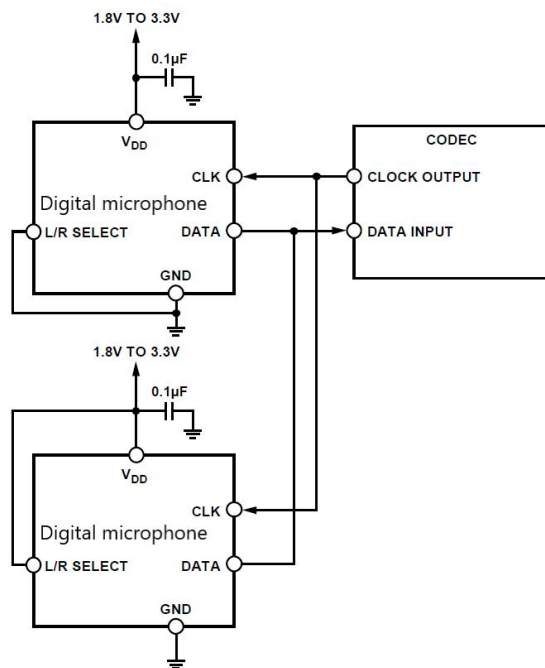 1.8V TO 3.3V
0.1µF
VDD
CODEC
CLK
CLOCK OUTPUT
Digital microphone
L/R SELECT
DATA
DATA INPUT
GND
1.8V TO 3.3V
0.1µF
VDD
CLK
Digital microphone
L/R SELECT
DATA
GND